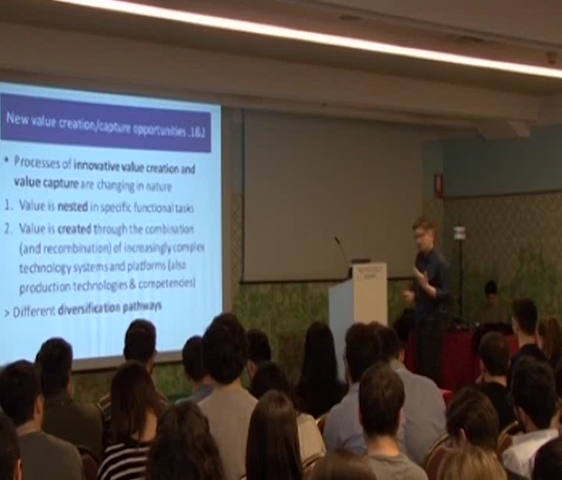 New value creation/capture opportunities .1&2
• Processes of innovative value creation and
value capture are changing in nature
1. Value is nested in specific functional tasks
2. Value is created through the combination
(and recombination) of increasingly complex
technology systems and platforms (also
production technologies & competencies)
> Different diversification pathways